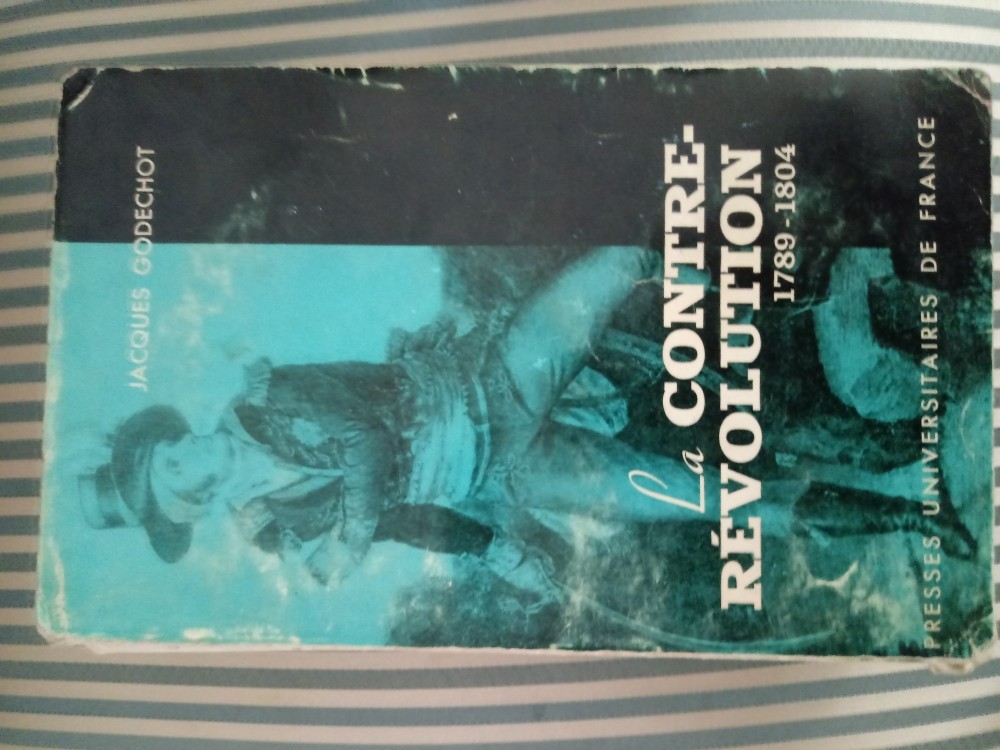 JACQUES GODECHOT
La CONTRE-
RÉVOLUTION
1789-1804
PRESSES UNIVERSITAIRES DE FRANCE